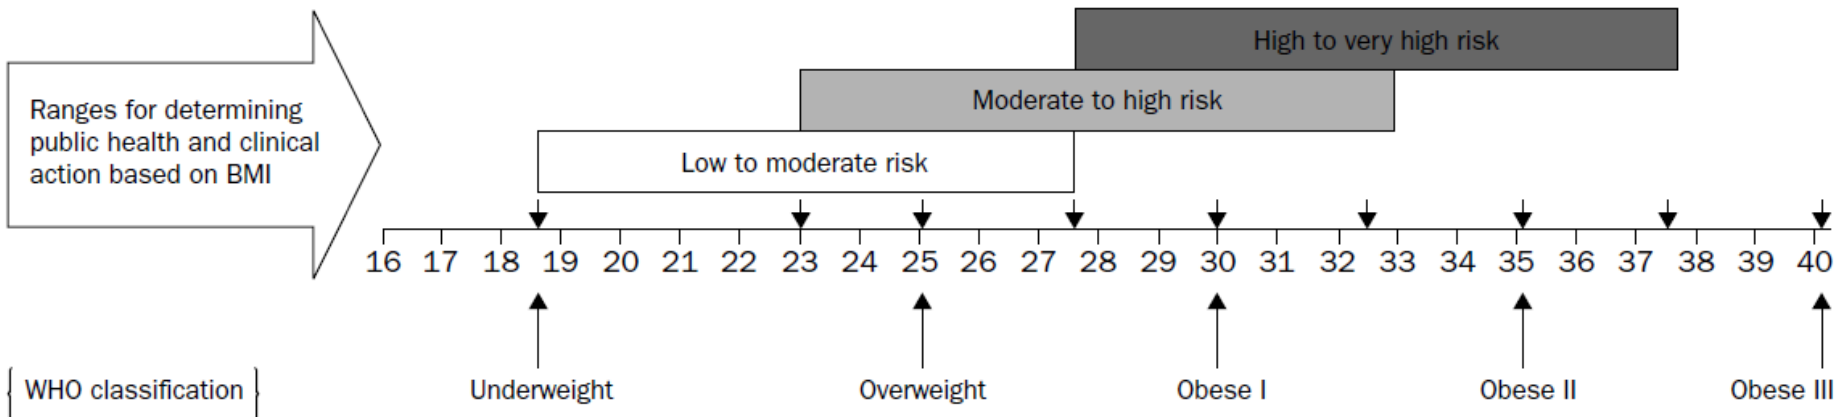 High to very high risk
Moderate to high risk
Low to moderate risk
Ranges for determining
public health and clinical
action based on BMI
16 17 18 19 20 21 22 23 24 25 26 27 28 29 30 31 32 33 34 35 36 37 38 39 40
WHO classification
Underweight
Overweight
Obese I
Obese II
Obese III